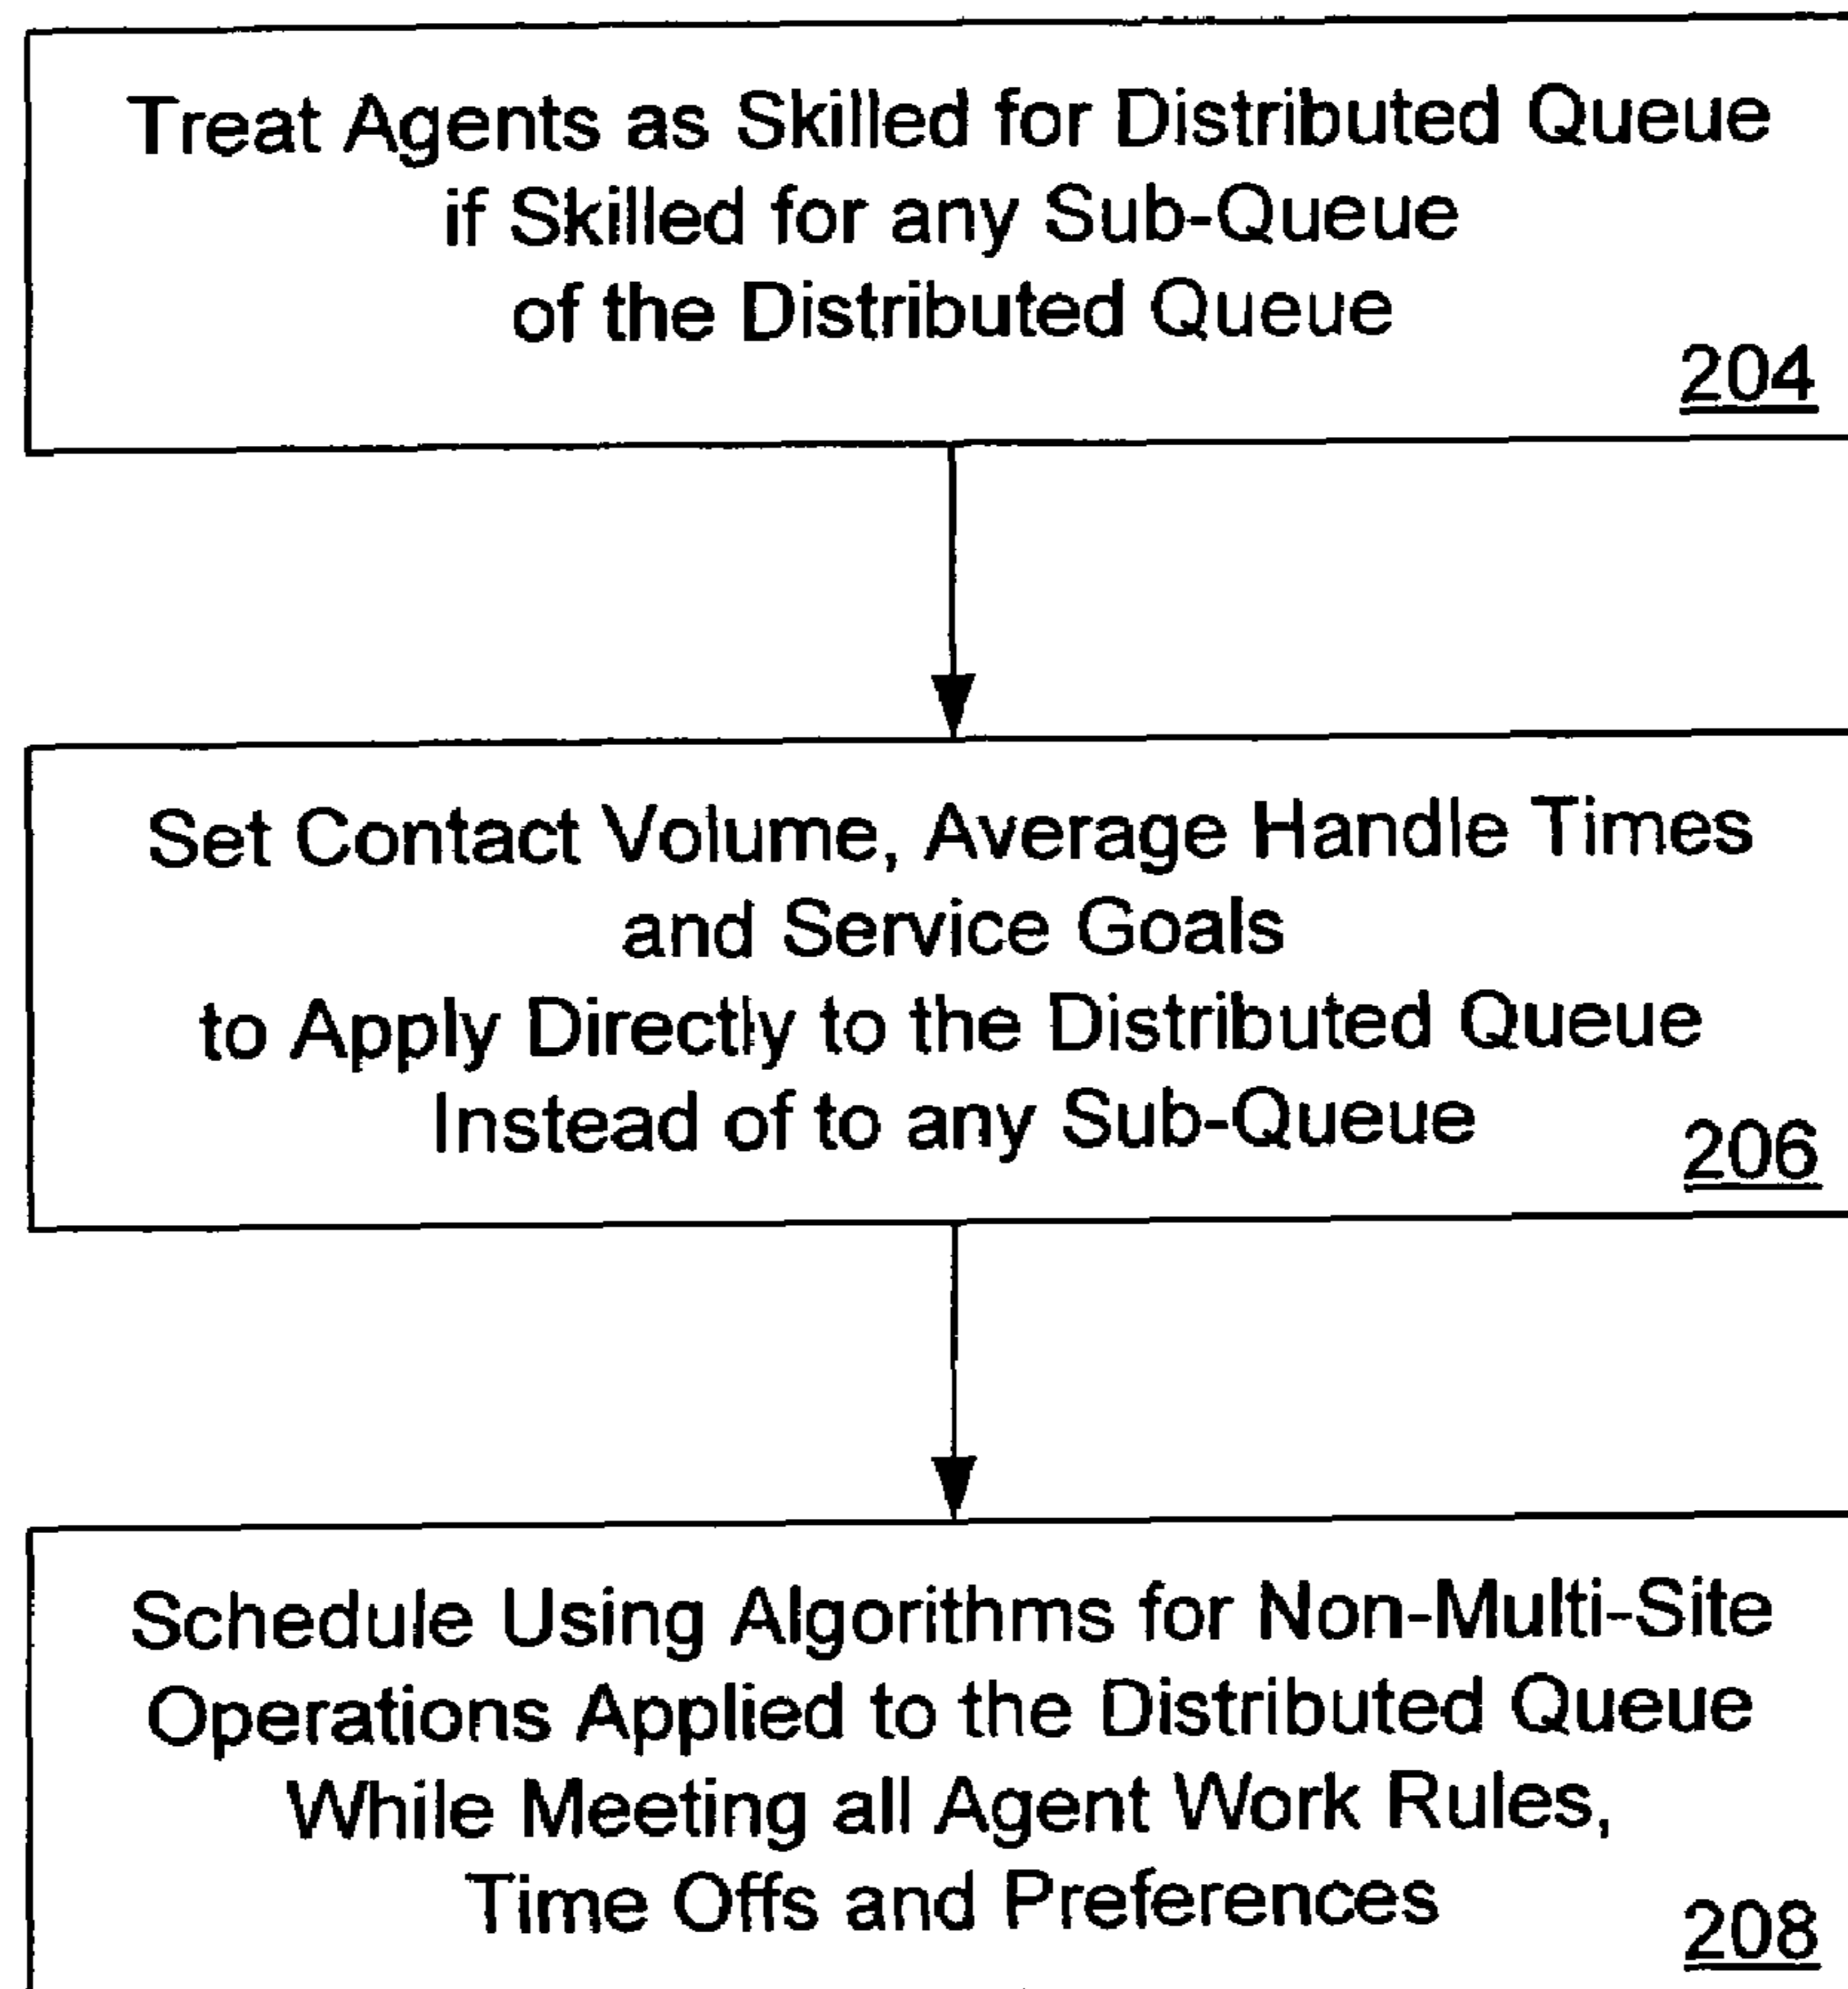 Treat Agents as Skilled for Distributed Queue
if Skilled for any Sub-Queue
of the Distributed Queue
204
Set Contact Volume, Average Handle Times
and Service Goals
to Apply Directly to the Distributed Queue
Instead of to any Sub-Queue
206
Schedule Using Algorithms for Non-Multi-Site
Operations Applied to the Distributed Queue
While Meeting all Agent Work Rules,
Time Offs and Preferences
208